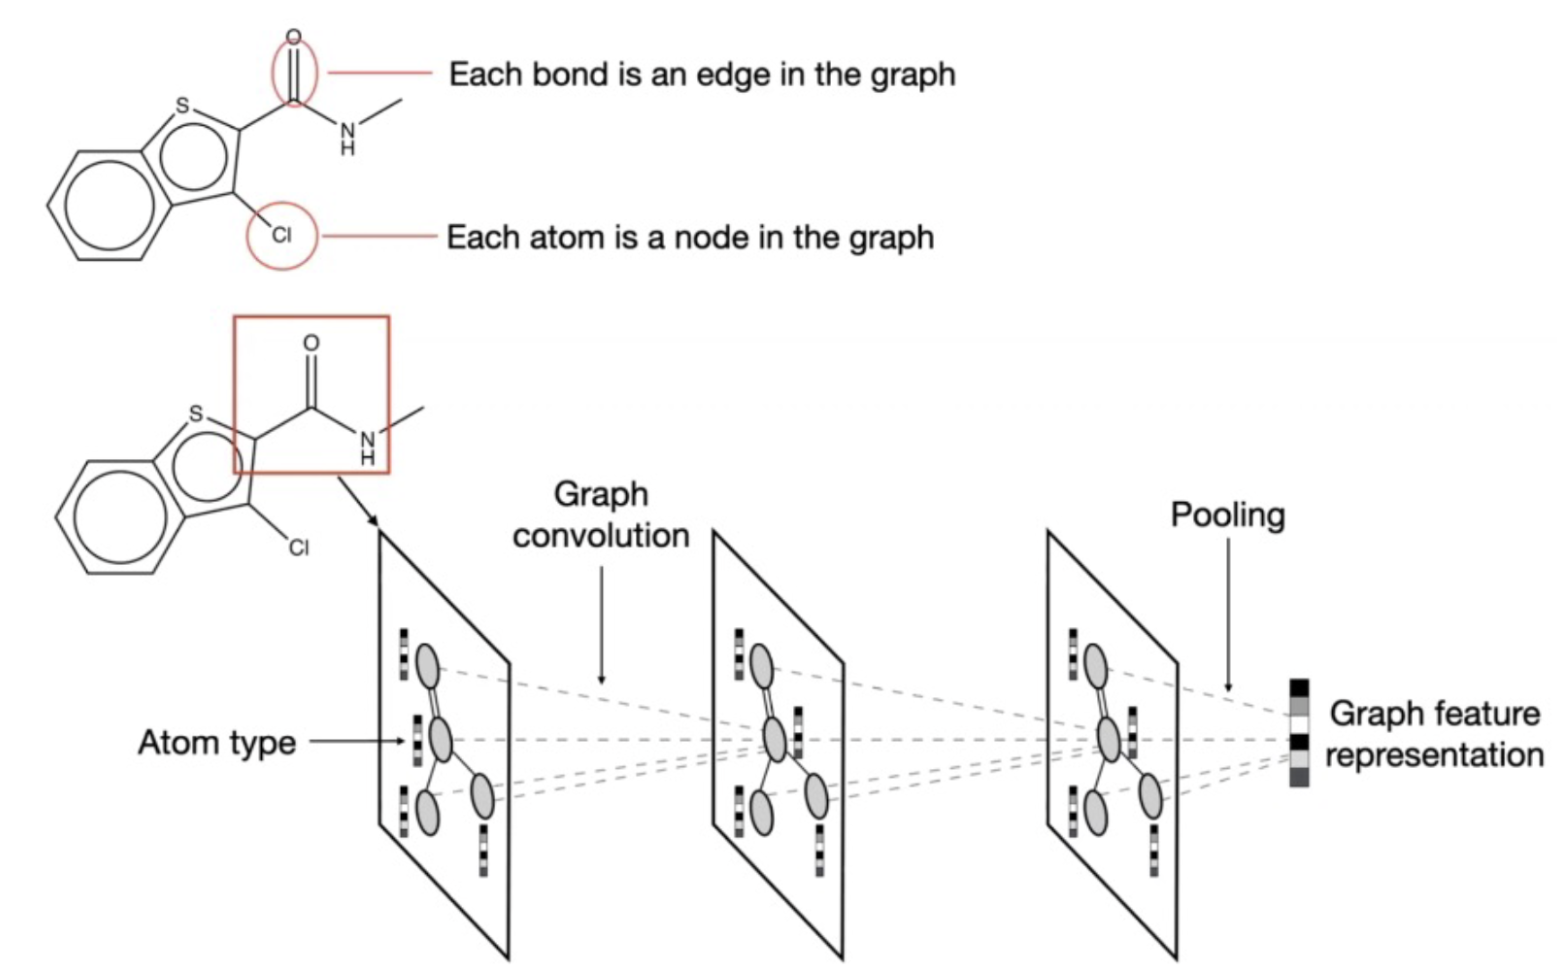 O
Each bond is an edge in the graph
S
N
H
Cl
Each atom is a node in the graph
O
S
N
H
Cl
Graph
convolution
Pooling
Atom type
Graph feature
representation